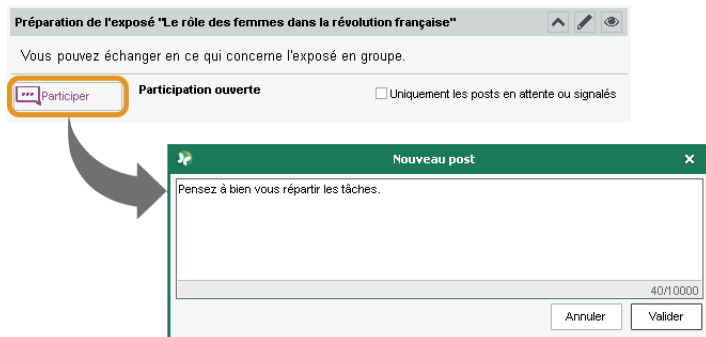 Préparation de l'exposé "Le rôle des femmes dans la révolution française"
Vous pouvez échanger en ce qui concerne l'exposé en groupe.
Participer
Participation ouverte
Uniquement les posts en attente ou signalés
Nouveau post
Pensez à bien vous répartir les tâches.
40/10000
Annuler
Valider